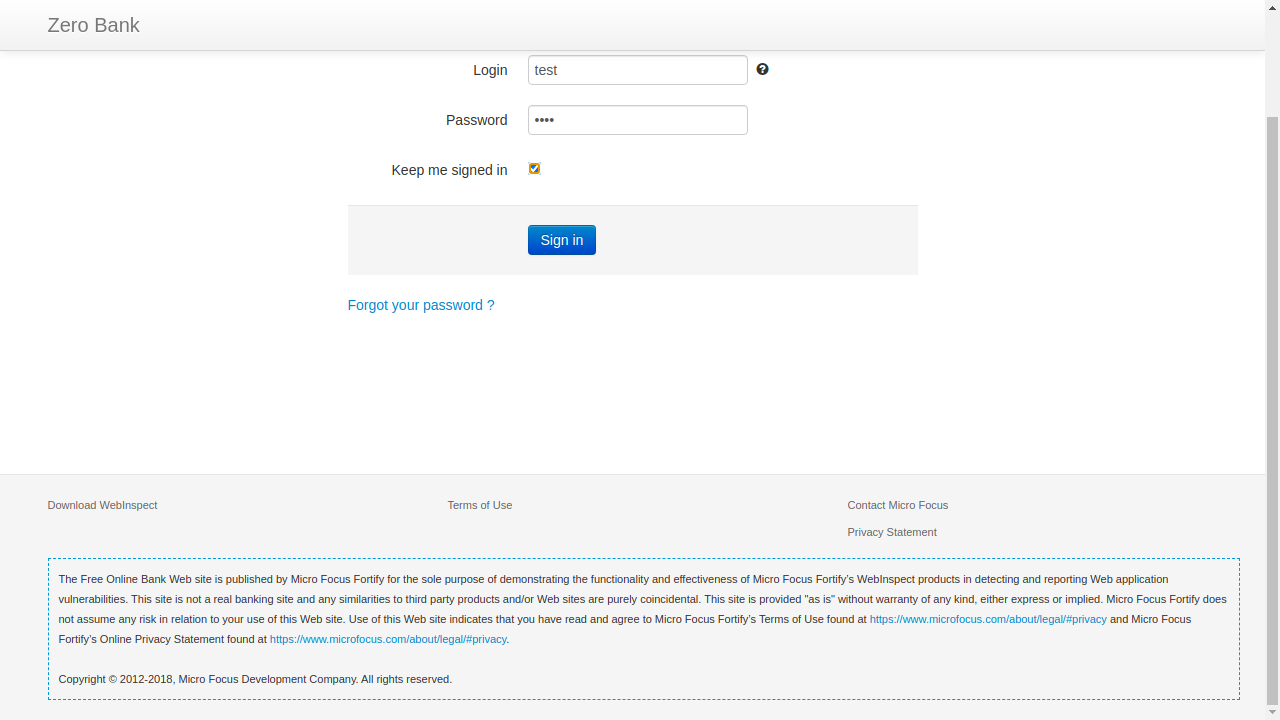 Zero Bank
Login
test
Password
••••
Keep me signed in
Sign in
Forgot your password ?
Download WebInspect
Terms of Use
Contact Micro Focus
Privacy Statement
The Free Online Bank Web site is published by Micro Focus Fortify for the sole purpose of demonstrating the functionality and effectiveness of Micro Focus Fortify's WebInspect products in detecting and reporting Web application
vulnerabilities. This site is not a real banking site and any similarities to third party products and/or Web sites are purely coincidental. This site is provided "as is" without warranty of any kind, either express or implied. Micro Focus Fortify does
not assume any risk in relation to your use of this Web site. Use of this Web site indicates that you have read and agree to Micro Focus Fortify's Terms of Use found at https://www.microfocus.com/about/legal/#privacy and Micro Focus
Fortify's Online Privacy Statement found at https://www.microfocus.com/about/legal/#privacy.
Copyright © 2012-2018, Micro Focus Development Company. All rights reserved.